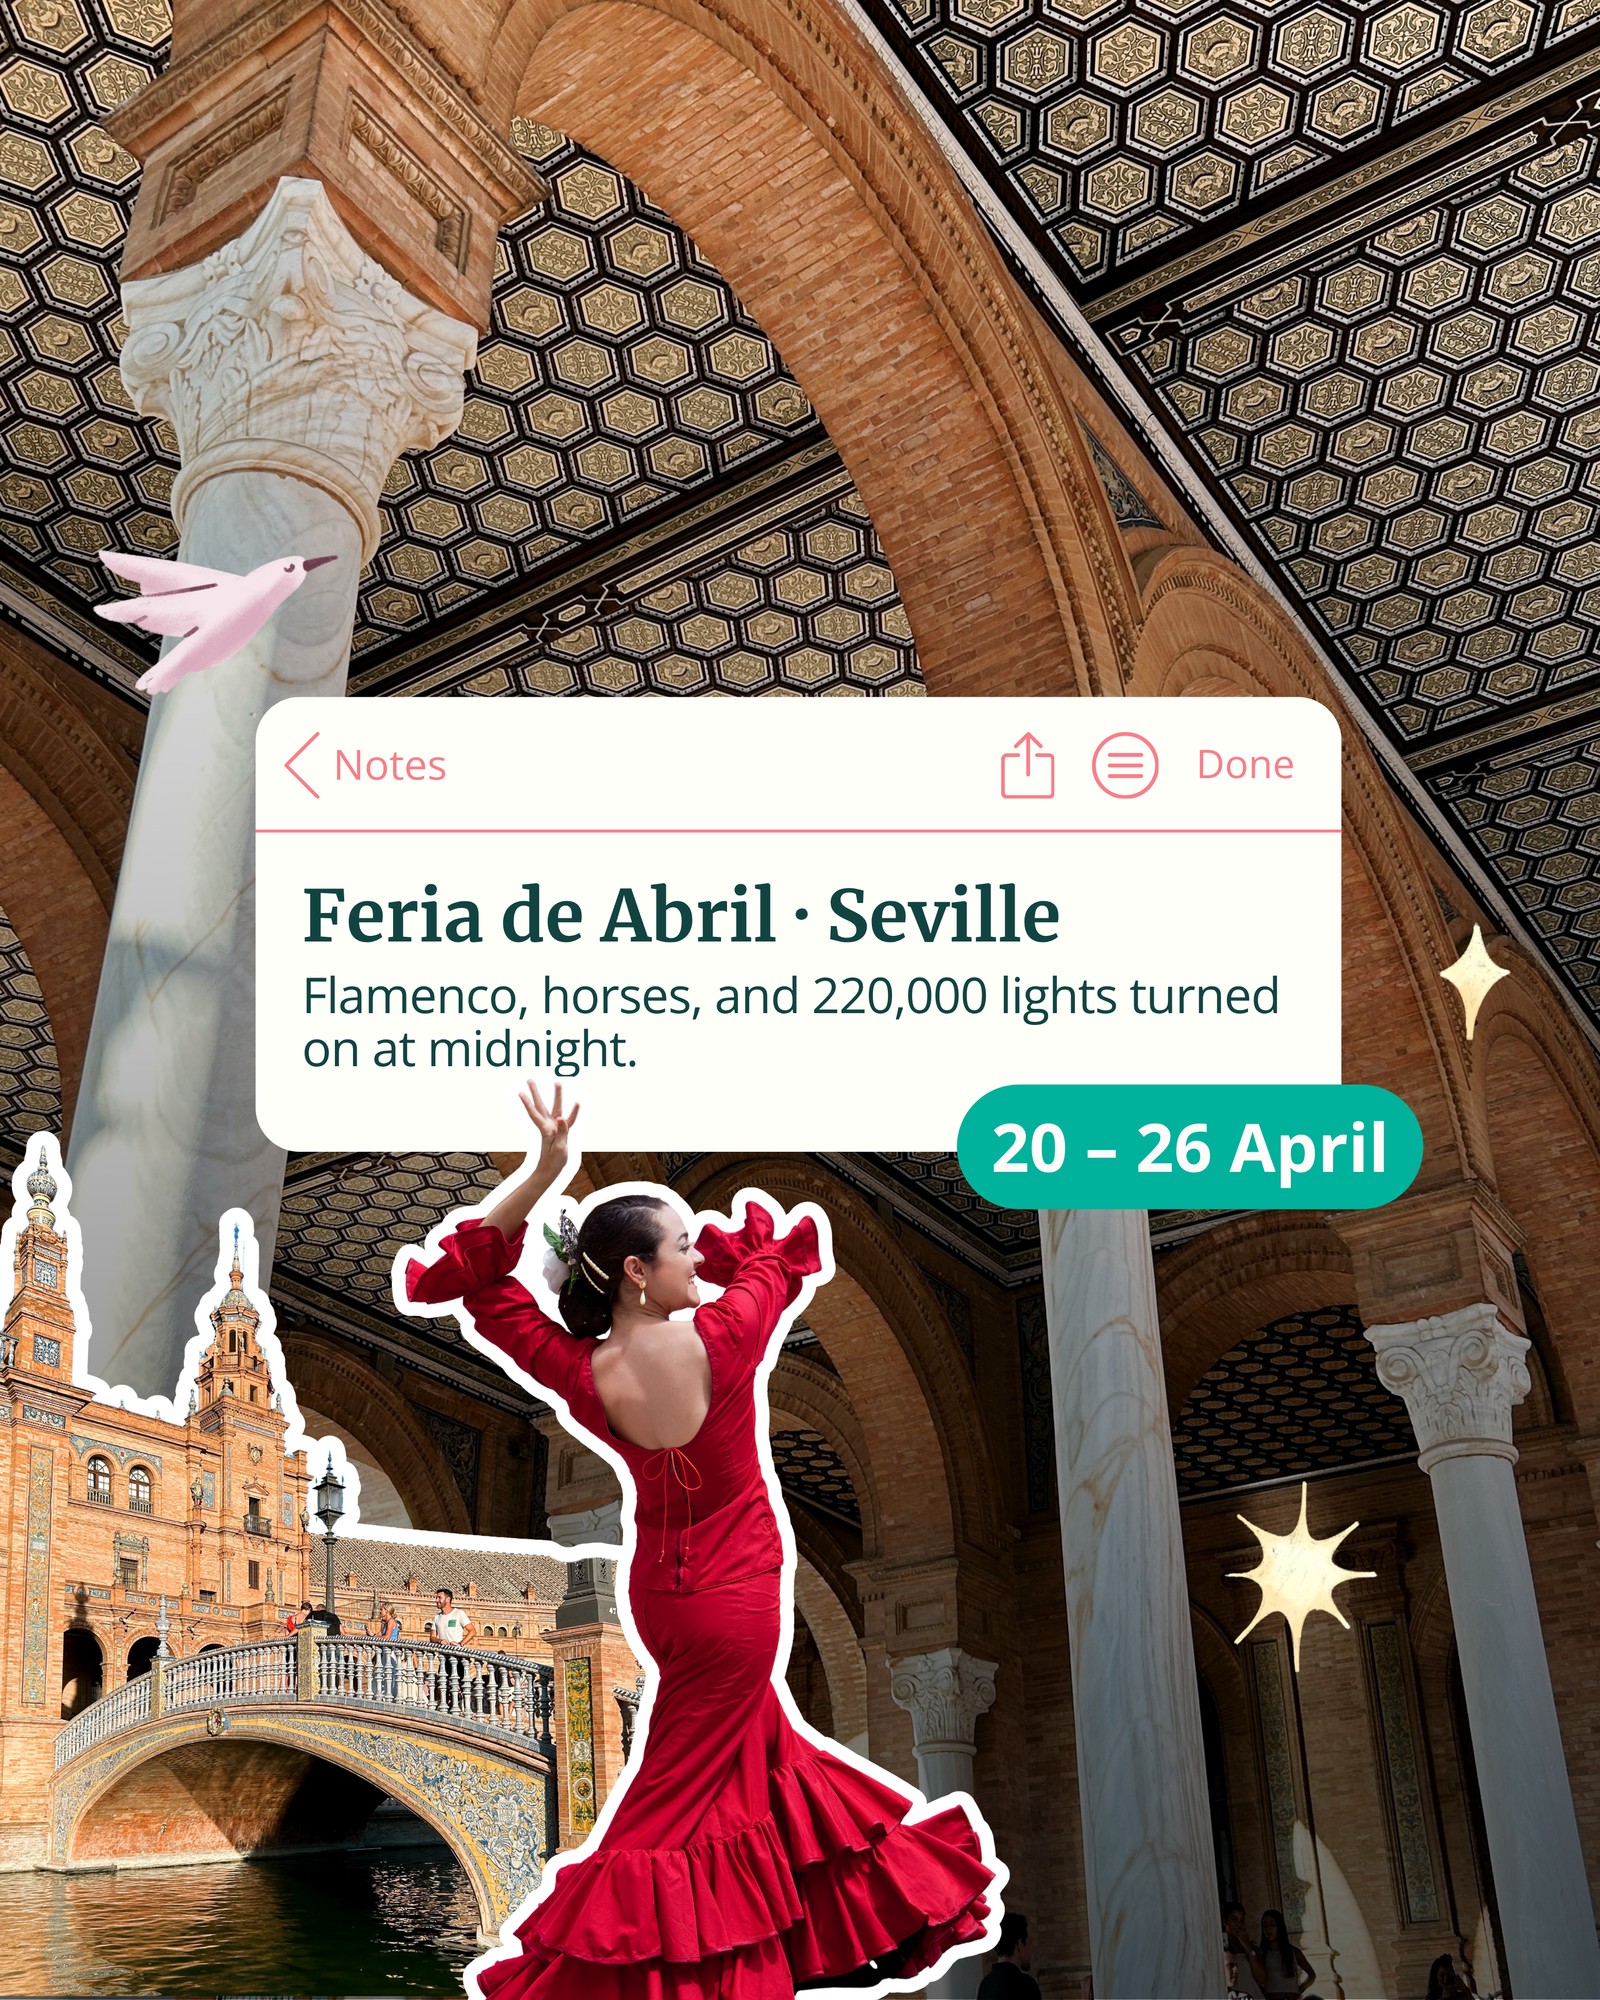 Notes
Done
Feria de Abril · Seville
Flamenco, horses, and 220,000 lights turned
on at midnight.
20 – 26 April